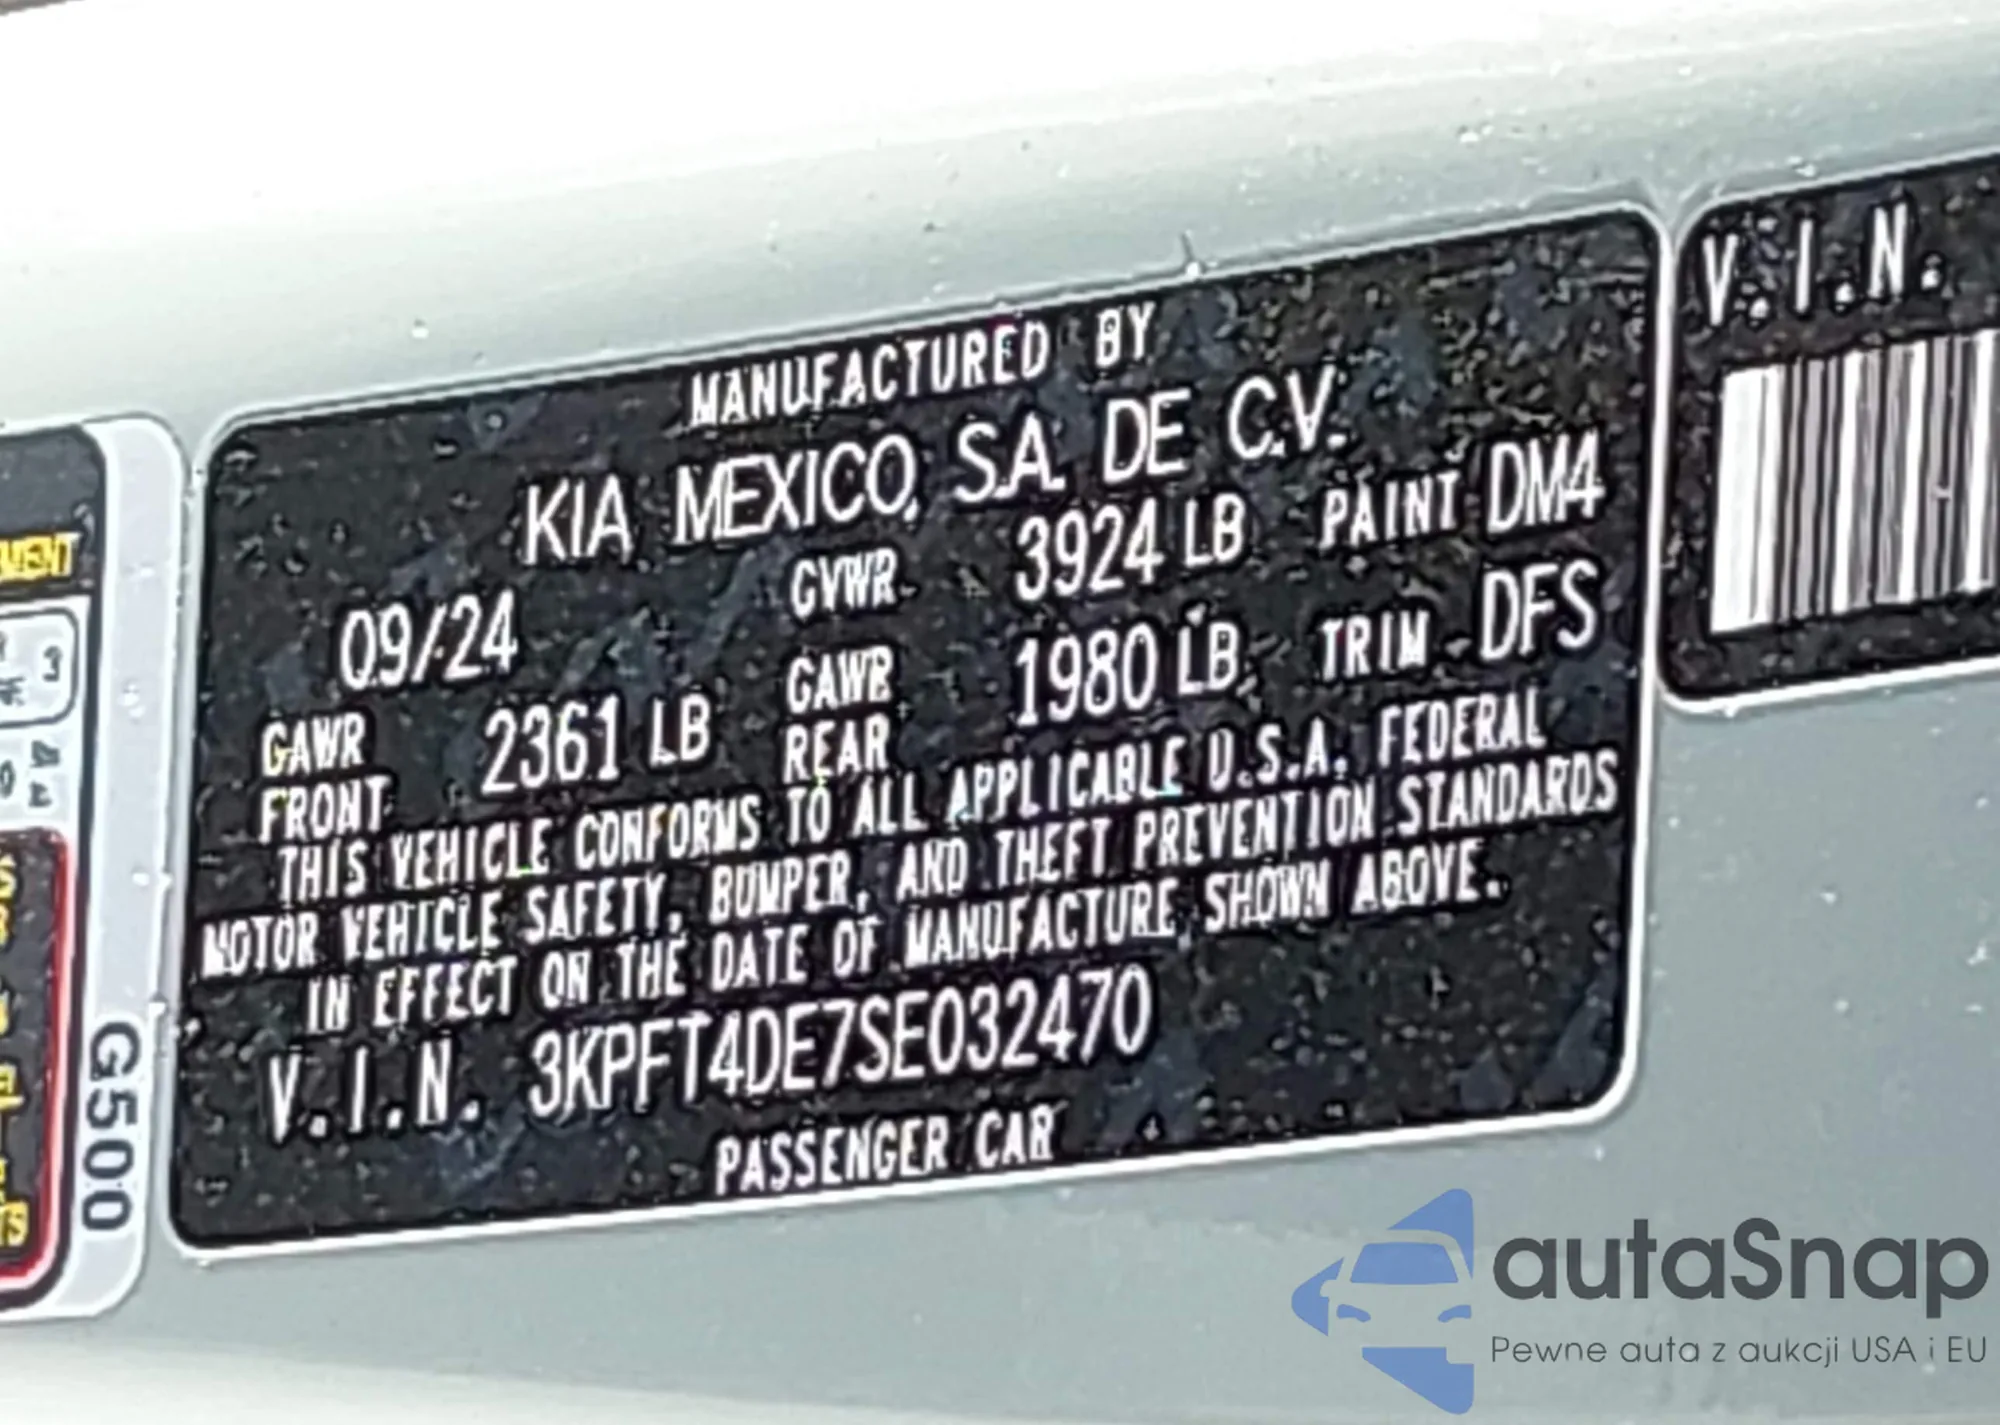 MANUFACTURED BY
KIA MEXICO, S.A. DE C.V.
09/24 GVWR 3924 LB PAINT DM4
GAWR FRONT 2361 LB GAWR REAR 1980 LB TRIM DFS
THIS VEHICLE CONFORMS TO ALL APPLICABLE U.S.A. FEDERAL
MOTOR VEHICLE SAFETY, BUMPER, AND THEFT PREVENTION STANDARDS
IN EFFECT ON THE DATE OF MANUFACTURE SHOWN ABOVE.
V.I.N. 3KPFT4DE7SE032470
PASSENGER CAR
V.I.N.
3
G500
autaSnap
Pewne auta z aukcji USA i EU